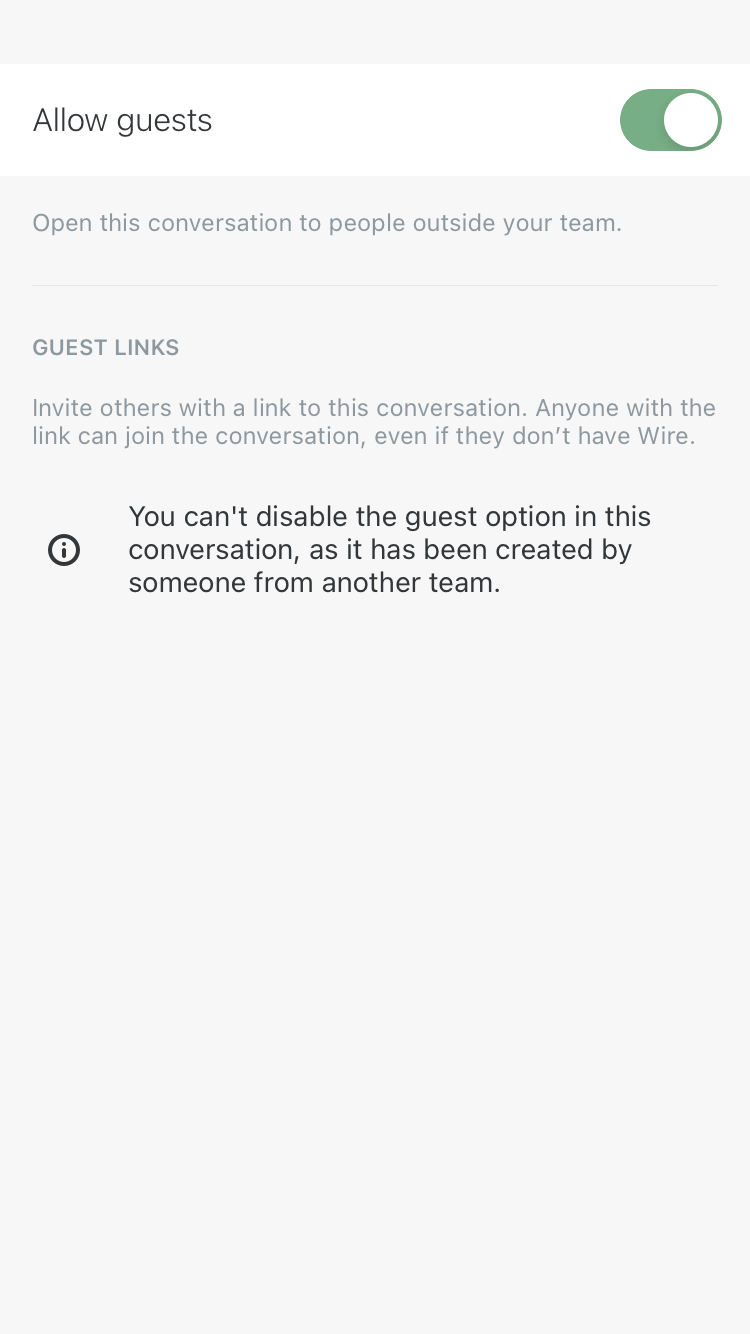 Allow guests
Open this conversation to people outside your team.
GUEST LINKS
Invite others with a link to this conversation. Anyone with the
link can join the conversation, even if they don’t have Wire.
You can't disable the guest option in this
conversation, as it has been created by
someone from another team.